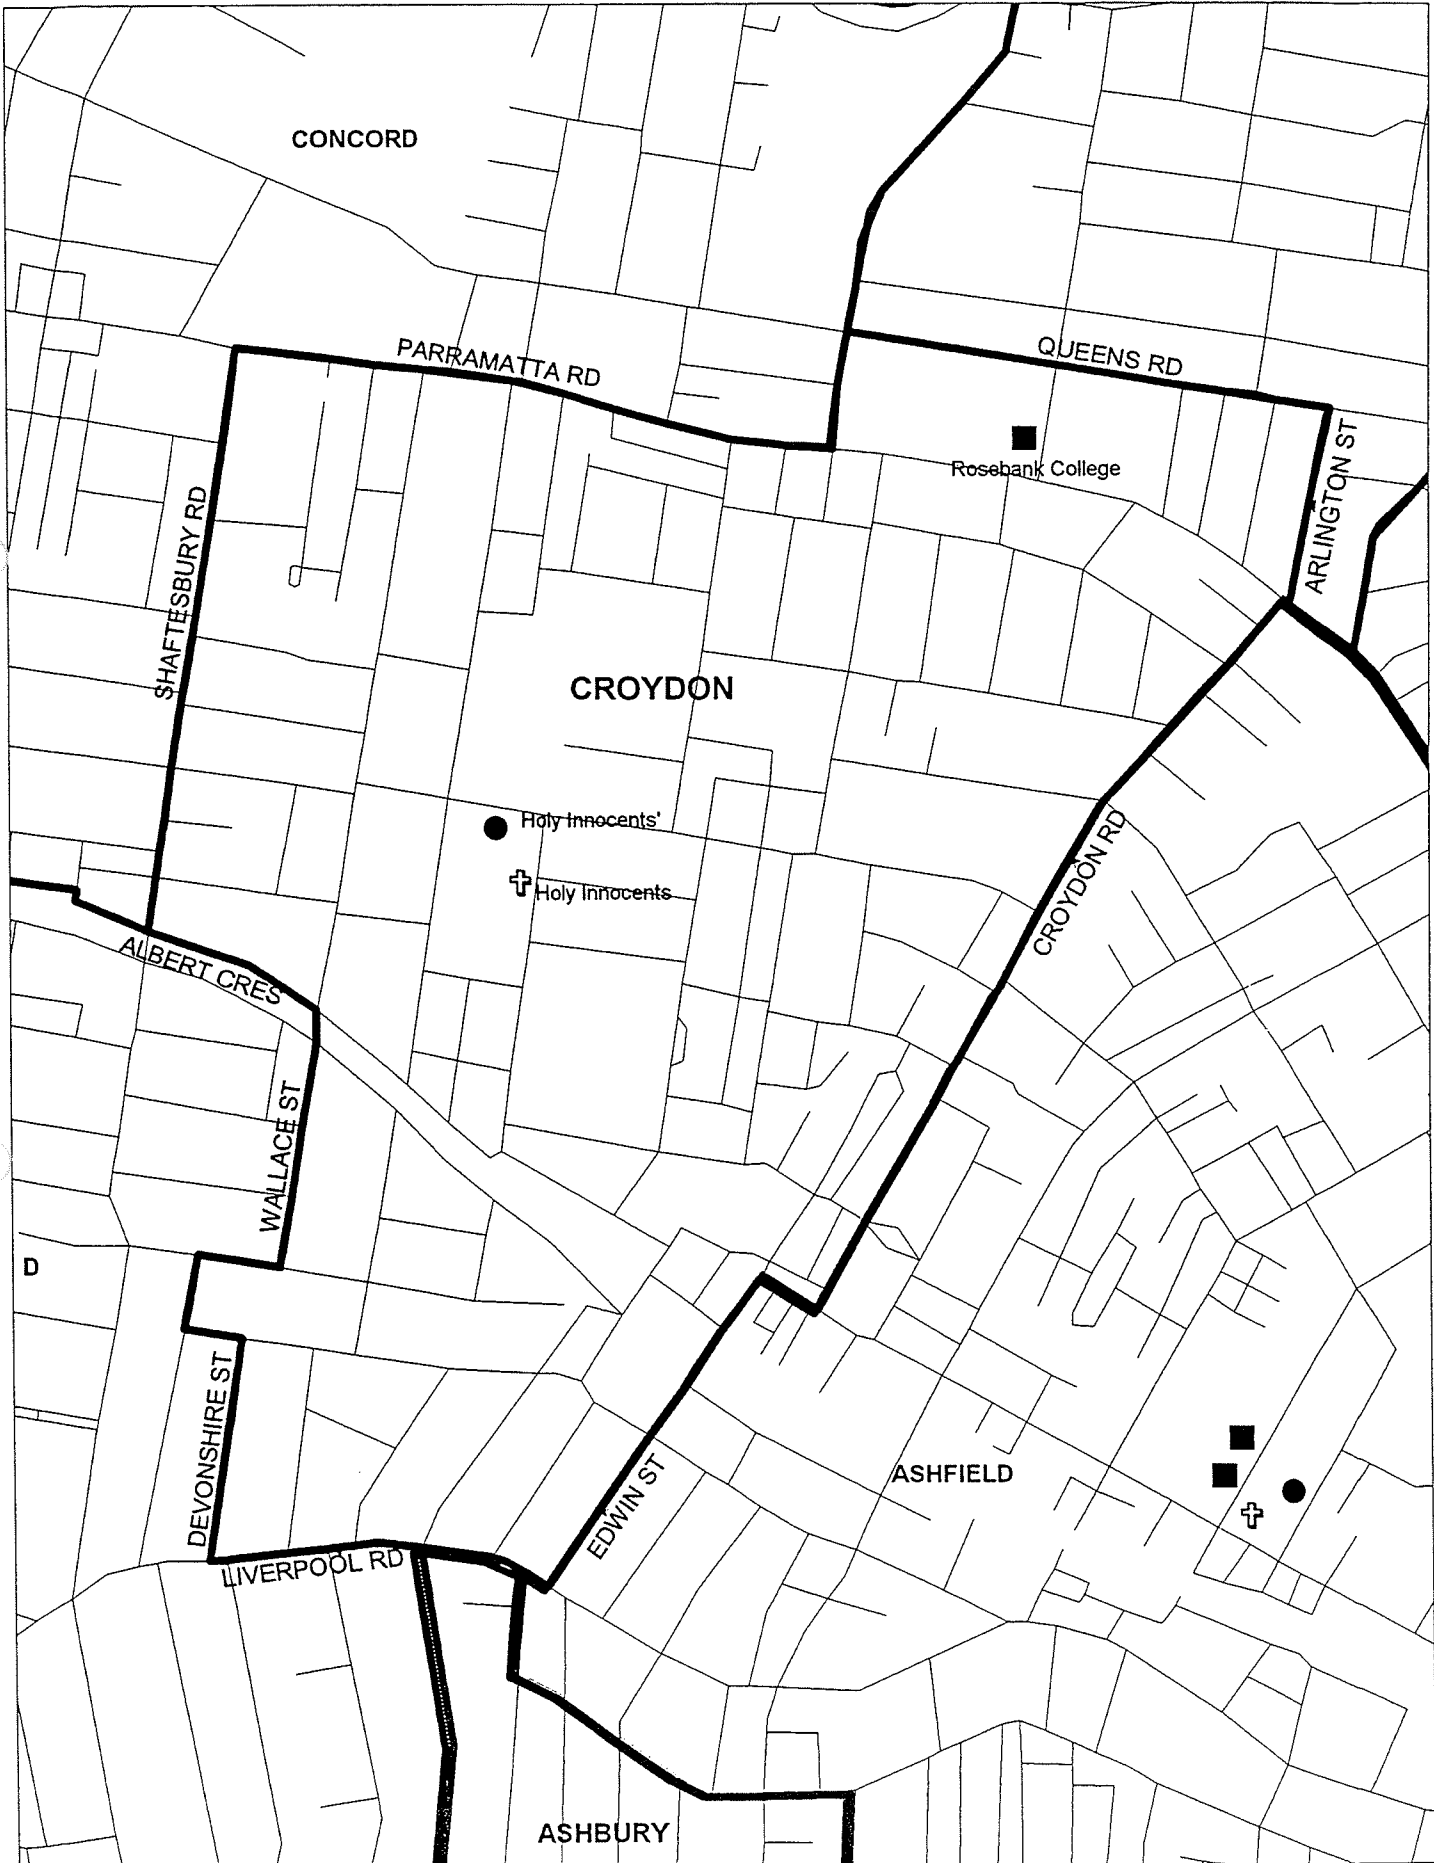 CONCORD
PARRAMATTA RD
QUEENS RD
Rosebank College
ARLINGTON ST
SHAFTESBURY RD
CROYDON
Holy Innocents'
Holy Innocents
CROYDON RD
ALBERT CRES
WALLACE ST
D
DEVONSHIRE ST
EDWIN ST
ASHFIELD
LIVERPOOL RD
ASHBURY